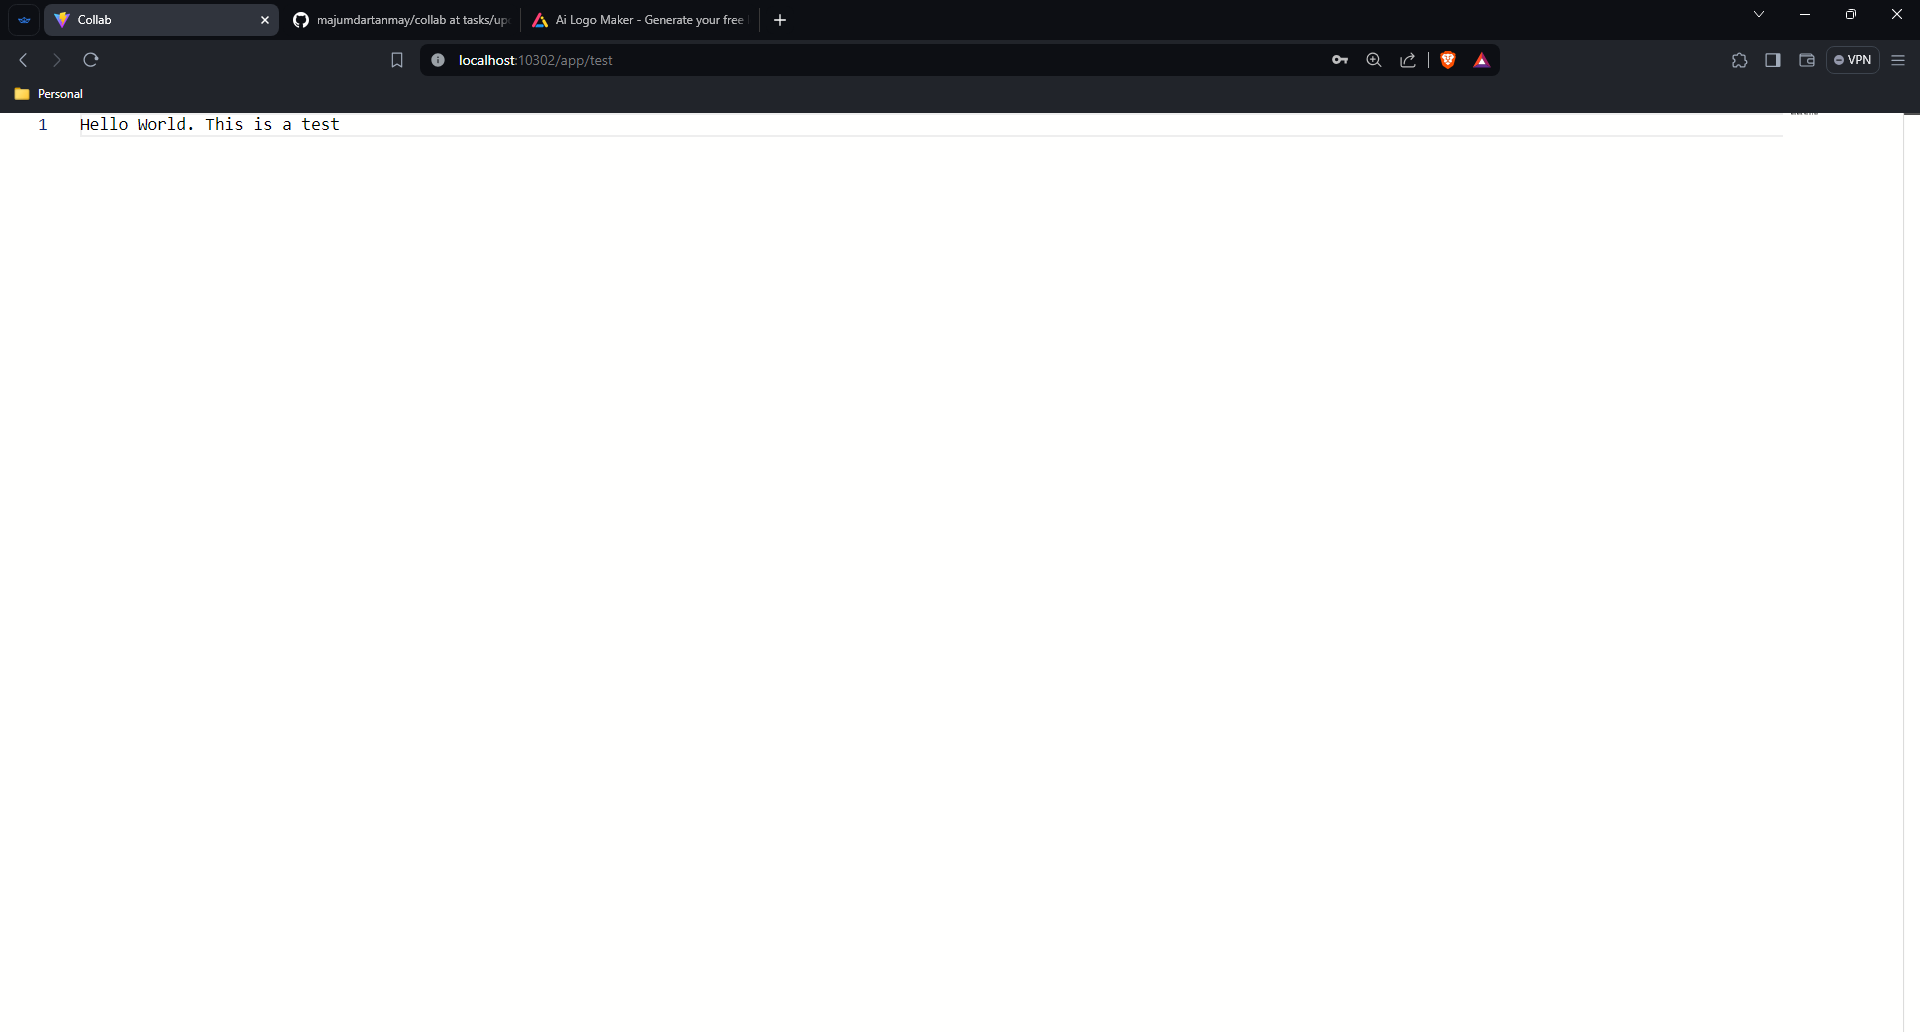 Collab
majumdartanmay/collab at tasks/up
Ai Logo Maker - Generate your free
localhost:10302/app/test
VPN
Personal
1 Hello World. This is a test